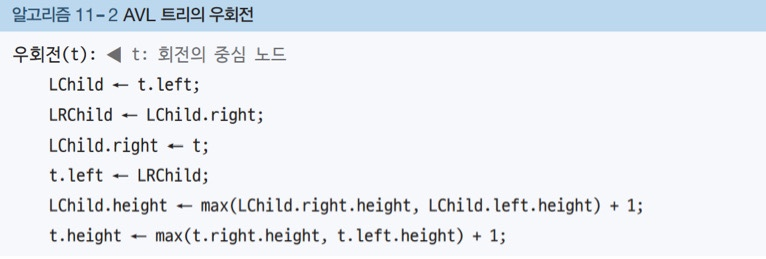 알고리즘 11-2 AVL 트리의 우회전
우회전(t): ◀ t: 회전의 중심 노드
LChild ← t.left;
LRChild ← LChild.right;
LChild.right ← t;
t.left ← LRChild;
LChild.height ← max(LChild.right.height, LChild.left.height) + 1;
t.height ← max(t.right.height, t.left.height) + 1;